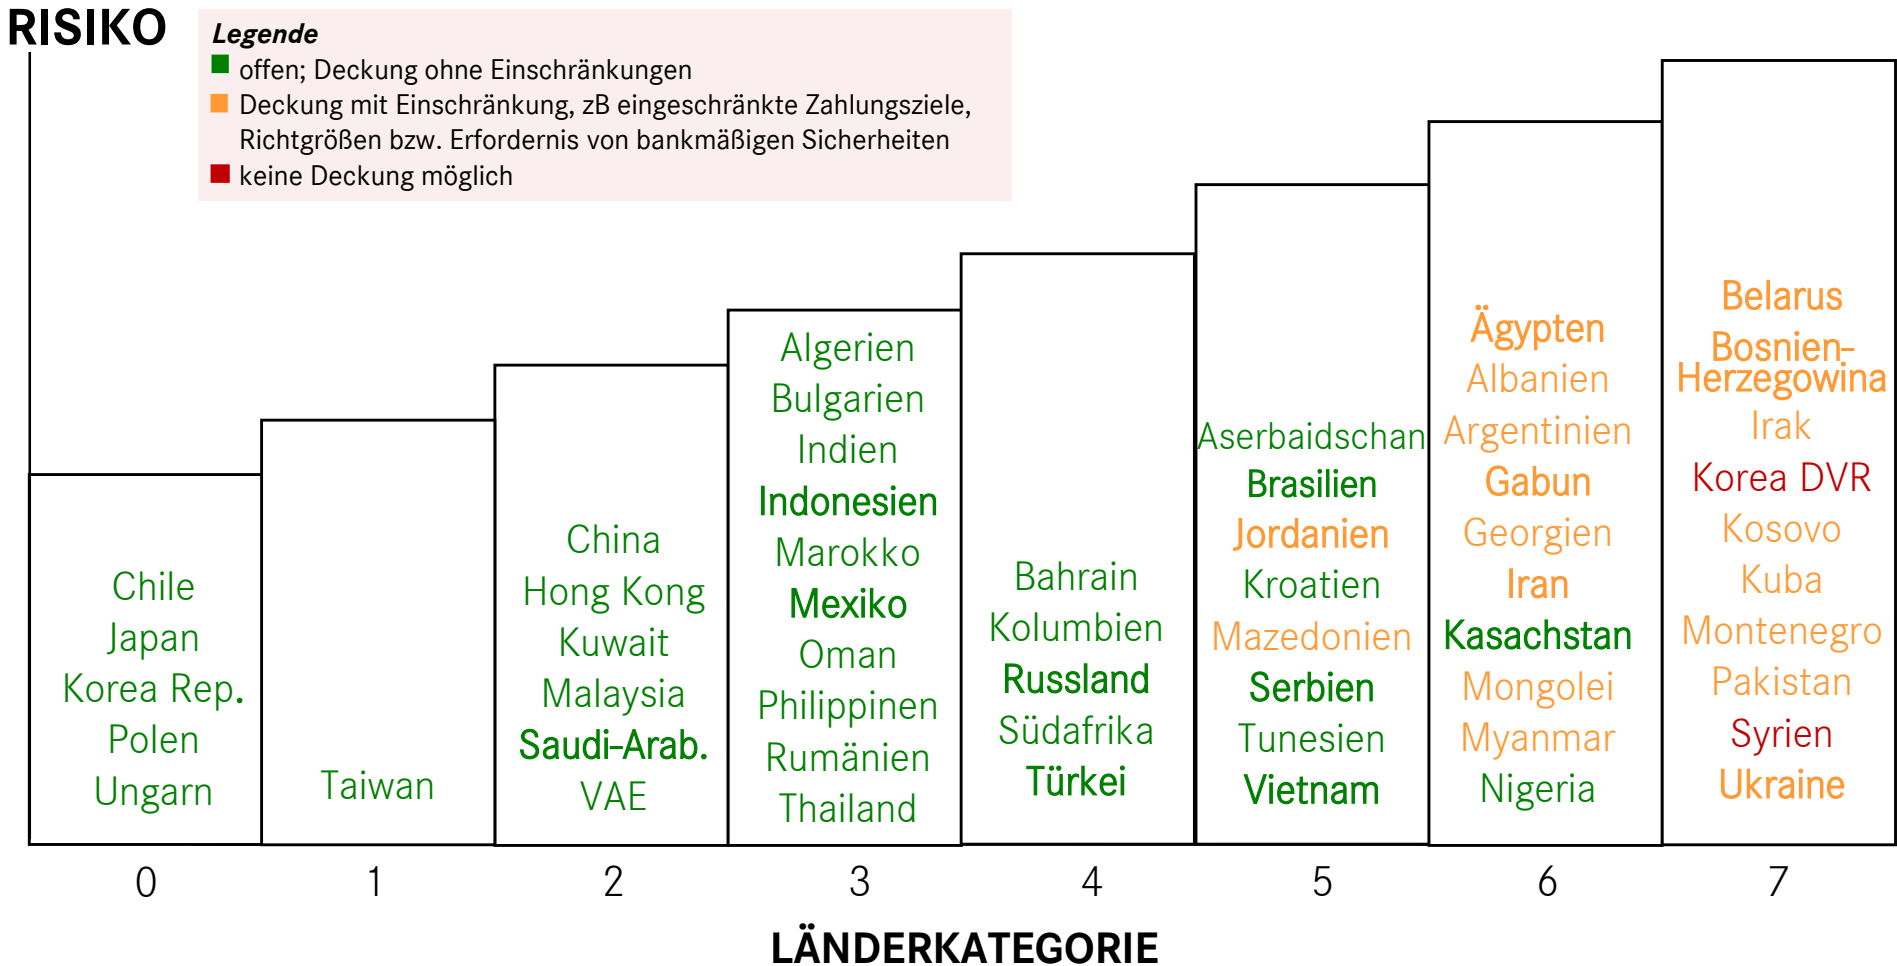 RISIKO
Legende
offen; Deckung ohne Einschränkungen
Deckung mit Einschränkung, zB eingeschränkte Zahlungsziele,
Richtgrößen bzw. Erfordernis von bankmäßigen Sicherheiten
keine Deckung möglich
Chile
Japan
Korea Rep.
Polen
Ungarn
Taiwan
China
Hong Kong
Kuwait
Malaysia
Saudi-Arab.
VAE
Algerien
Bulgarien
Indien
Indonesien
Marokko
Mexiko
Oman
Philippinen
Rumänien
Thailand
Bahrain
Kolumbien
Russland
Südafrika
Türkei
Aserbaidschan
Brasilien
Jordanien
Kroatien
Mazedonien
Serbien
Tunesien
Vietnam
Ägypten
Albanien
Argentinien
Gabun
Georgien
Iran
Kasachstan
Mongolei
Myanmar
Nigeria
Belarus
Bosnien-
Herzegowina
Irak
Korea DVR
Kosovo
Kuba
Montenegro
Pakistan
Syrien
Ukraine
0 1 2 3 4 5 6 7
LÄNDERKATEGORIE